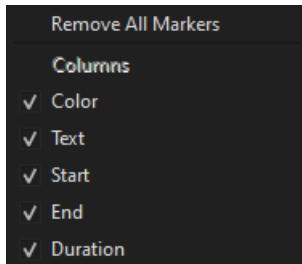 Remove All Markers
Columns
Color
Text
Start
End
Duration